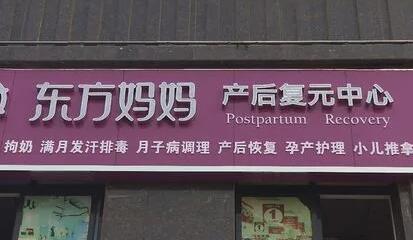 东方妈妈 产后复元中心
Postpartum Recovery
拘奶 满月发汗排毒 月子病调理 产后恢复 孕产护理 小儿推拿